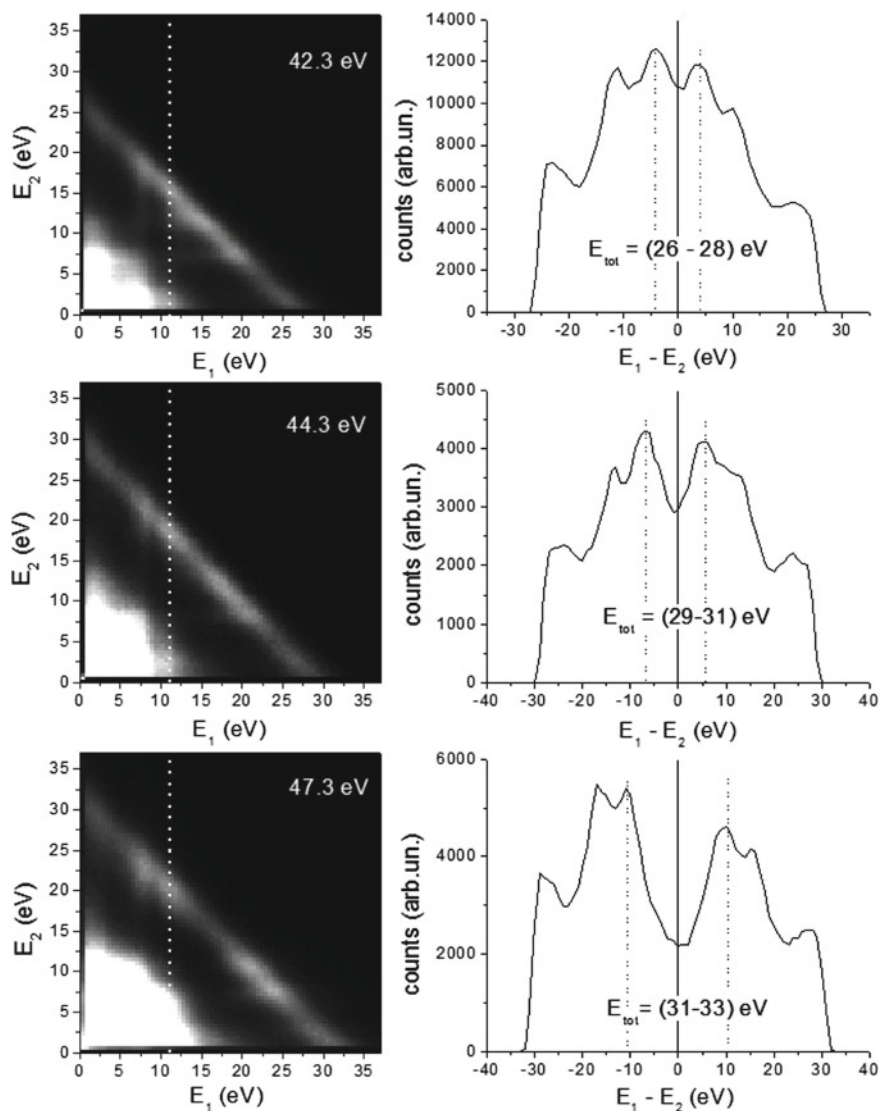 42.3 eV
E2 (eV)
35
30
25
20
15
10
5
0
0 5 10 15 20 25 30 35
E1 (eV)
counts (arb.un.)
14000
12000
10000
8000
6000
4000
2000
0
Etot = (26 - 28) eV
-30 -20 -10 0 10 20 30
E1 - E2 (eV)
44.3 eV
E2 (eV)
35
30
25
20
15
10
5
0
0 5 10 15 20 25 30 35
E1 (eV)
counts (arb.un.)
5000
4000
3000
2000
1000
0
Etot = (29-31) eV
-40 -30 -20 -10 0 10 20 30 40
E1 - E2 (eV)
47.3 eV
E2 (eV)
35
30
25
20
15
10
5
0
0 5 10 15 20 25 30 35
E1 (eV)
counts (arb.un.)
6000
4000
2000
0
Etot = (31-33) eV
-40 -30 -20 -10 0 10 20 30 40
E1 - E2 (eV)